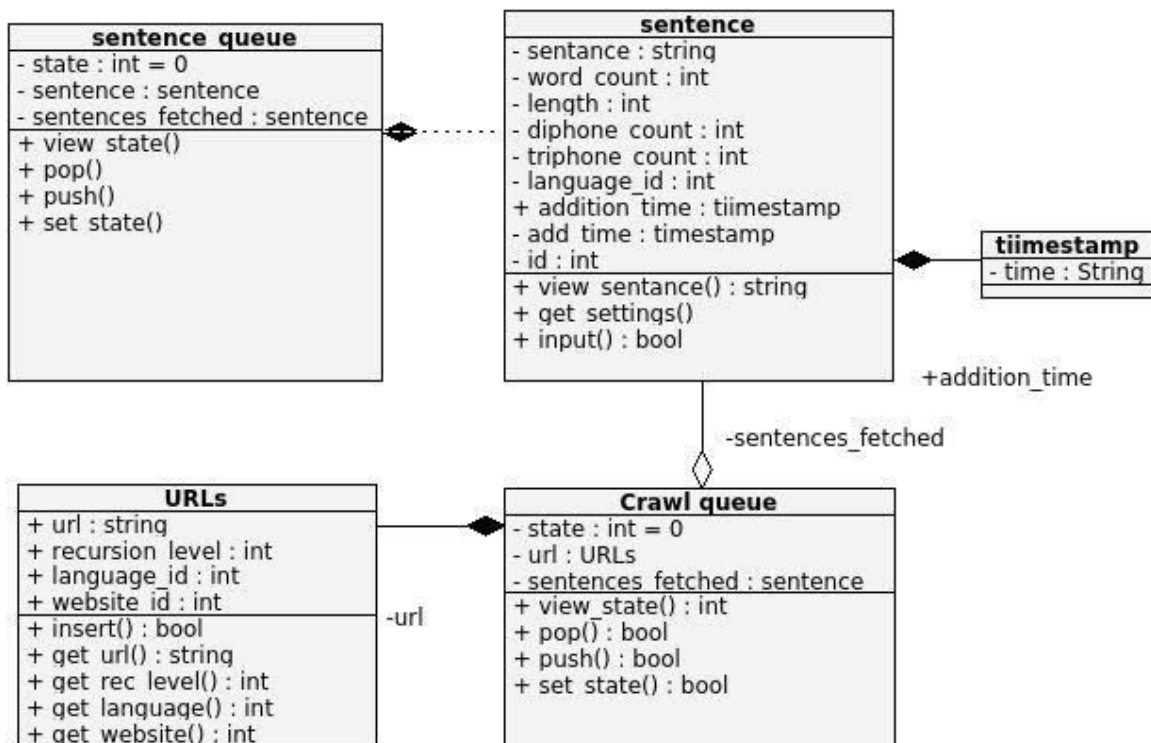 sentence queue
- state : int = 0
- sentence : sentence
- sentences fetched : sentence
+ view state()
+ pop()
+ push()
+ set state()
sentence
- sentance : string
- word count : int
- length : int
- diphone count : int
- triphone count : int
- language_id : int
+ addition time : tiimestamp
- add time : timestamp
- id : int
+ view sentance() : string
+ get settings()
+ input() : bool
tiimestamp
- time : String
+addition_time
-sentences_fetched
URLs
+ url : string
+ recursion level : int
+ language_id : int
+ website id : int
+ insert() : bool
+ get url() : string
+ get rec level() : int
+ get language() : int
+ get website() : int
-url
Crawl queue
- state : int = 0
- url : URLs
- sentences fetched : sentence
+ view_state() : int
+ pop() : bool
+ push() : bool
+ set state() : bool